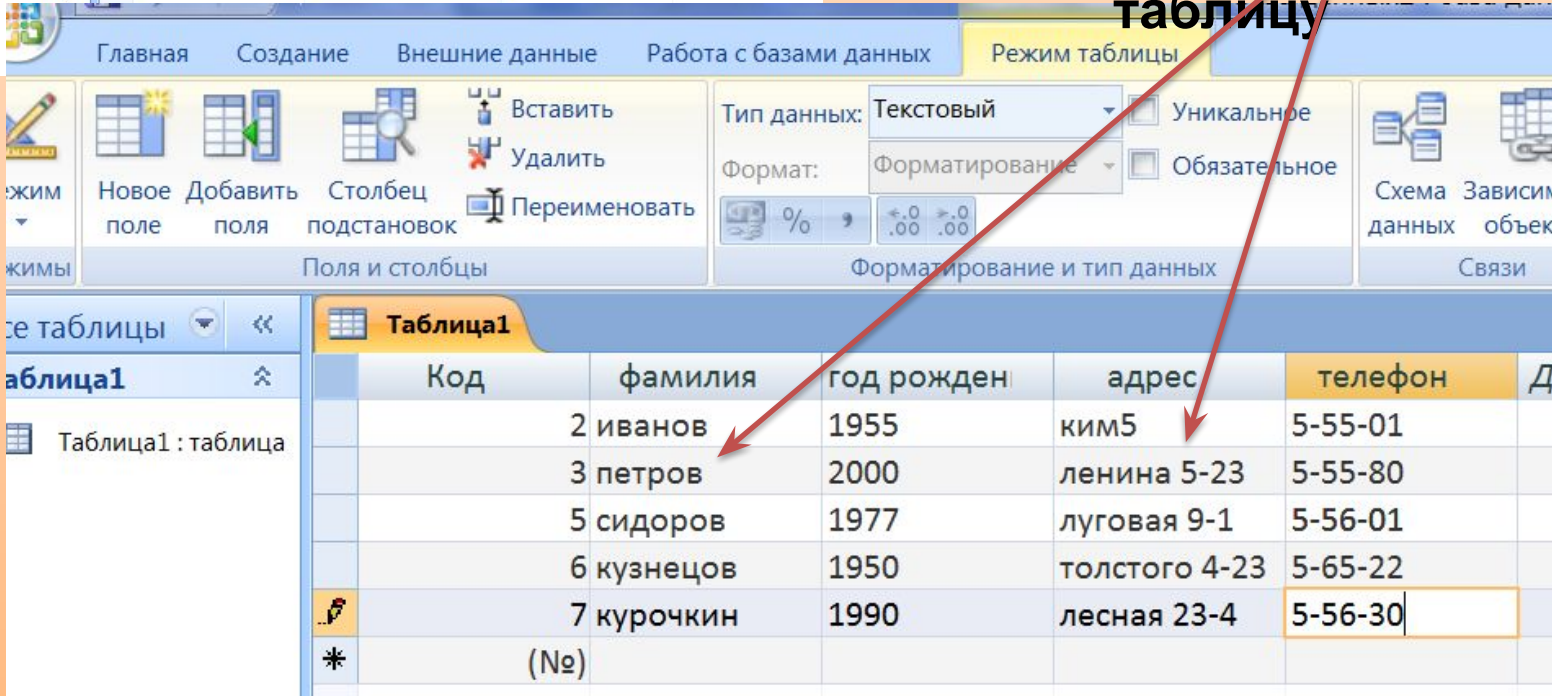 таблицу
Главная Создание Внешние данные Работа с базами данных Режим таблицы
Вставить
Удалить
Переименовать
Новое поле
Добавить поля
Столбец подстановок
Тип данных: Текстовый
Уникальное
Формат: Форматирование
Обязательное
% ,0 ,00 ,00 ,0
Схема данных
Поля и столбцы Форматирование и тип данных Связи
Таблица1
Таблица1 : таблица
Код фамилия год рожден адрес телефон
2 иванов 1955 ким5 5-55-01
3 петров 2000 ленина 5-23 5-55-80
5 сидоров 1977 луговая 9-1 5-56-01
6 кузнецов 1950 толстого 4-23 5-65-22
7 курочкин 1990 лесная 23-4 5-56-30
(№)